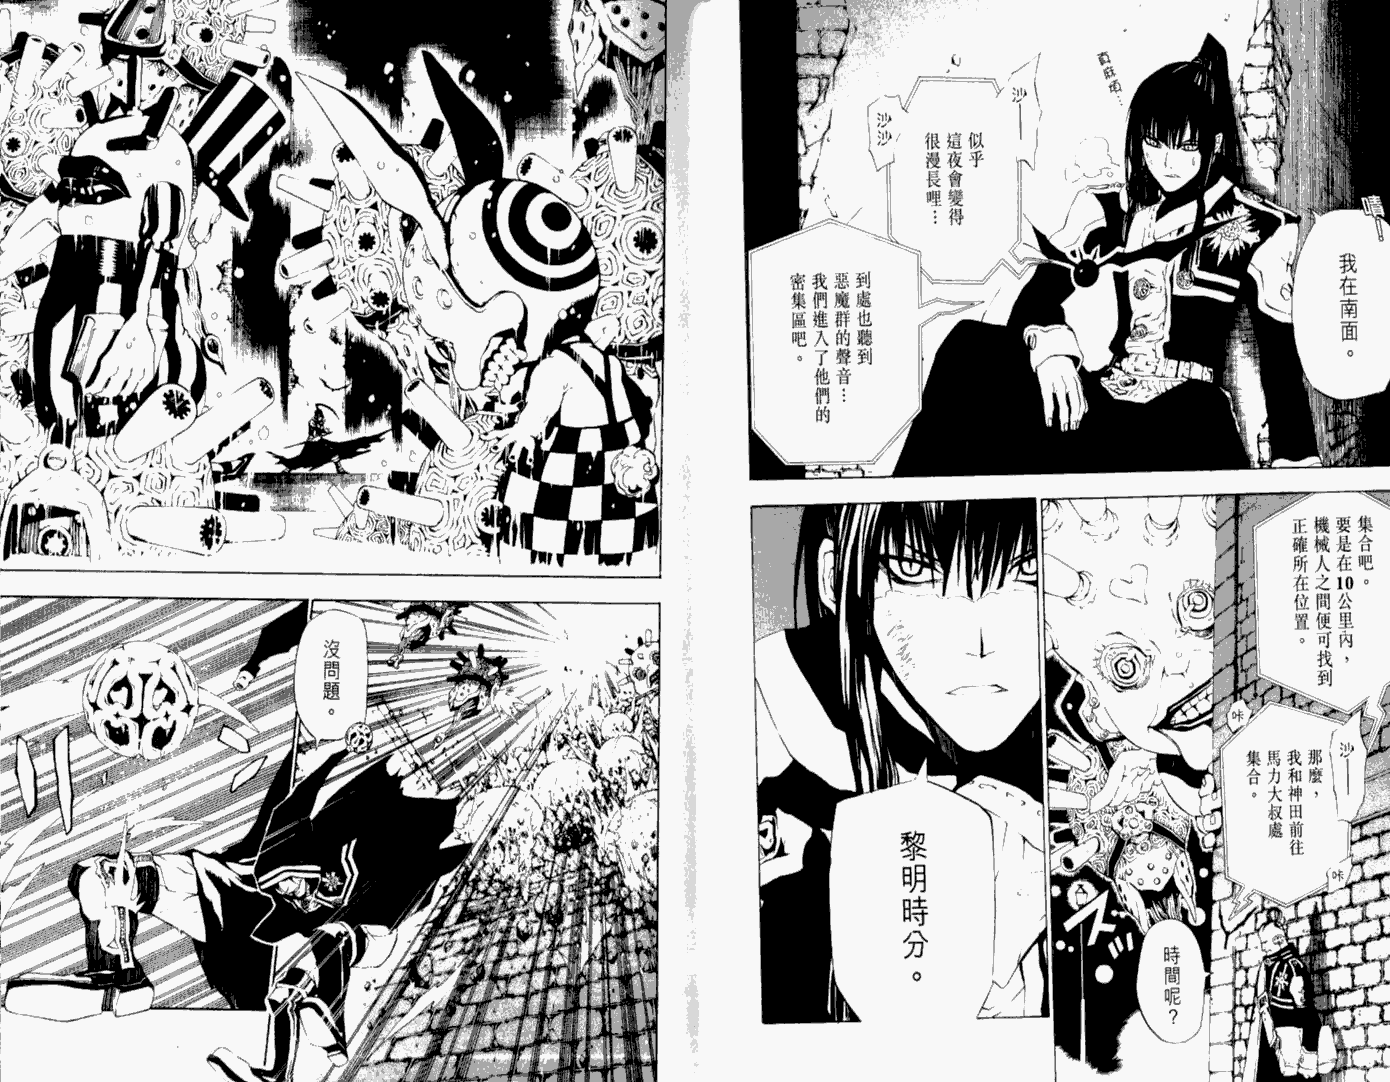 嘖…
我在南面。
真麻煩…
沙——
似乎
這夜會變得
很漫長哩…
沙沙
到處也聽到
惡魔群的聲音…
我們進入了他們的
密集區吧。
集合吧。
要是在10公里內，
機械人之間便可找到
正確所在位置。
咔
沙——
那麼，
我和神田前往
馬力大叔處
集合。
咔
時間呢？
ズッ
黎明時分。
沒問題。